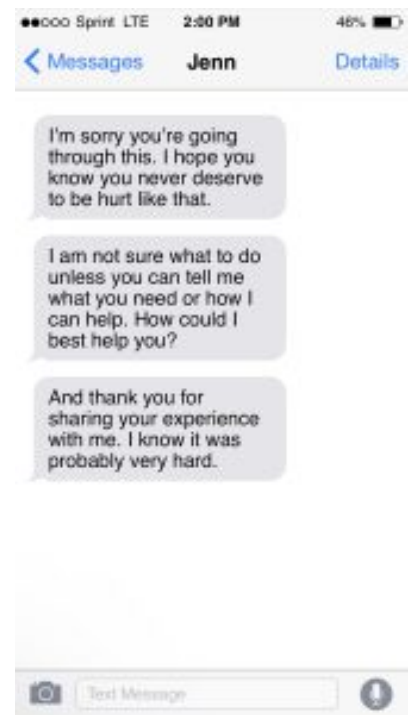 Sprint LTE 2:00 PM 46%
Messages Jenn Details
I'm sorry you're going
through this. I hope you
know you never deserve
to be hurt like that.
I am not sure what to do
unless you can tell me
what you need or how I
can help. How could I
best help you?
And thank you for
sharing your experience
with me. I know it was
probably very hard.
Text Message